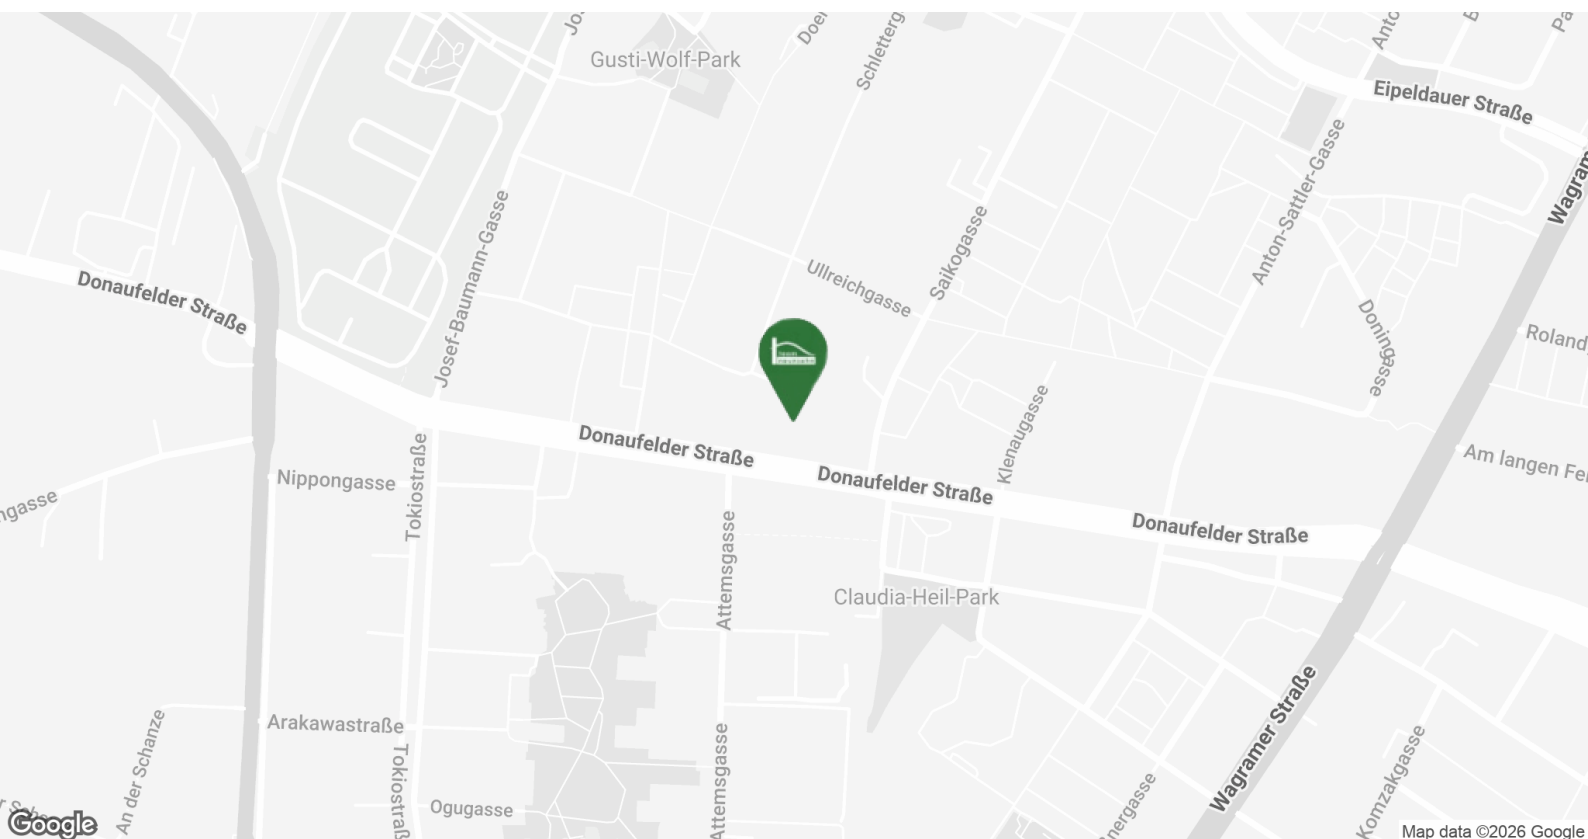 Gusti-Wolf-Park
Eipeldauer Straße
Josef-Baumann-Gasse
Anton-Sattler-Gasse
Saikogasse
Ullreichgasse
Donaufelder Straße
Klenaugasse
Donaufelder Straße
Donaufelder Straße
Donaufelder Straße
Nippongasse
Tokiostraße
Attemsgasse
Claudia-Heil-Park
Wagramer Straße
Arakawastraße
An der Schanze
Attemsgasse
Komzakgasse
Ogugasse
Doningasse
Am langen Fe
Google
Map data ©2026 Google